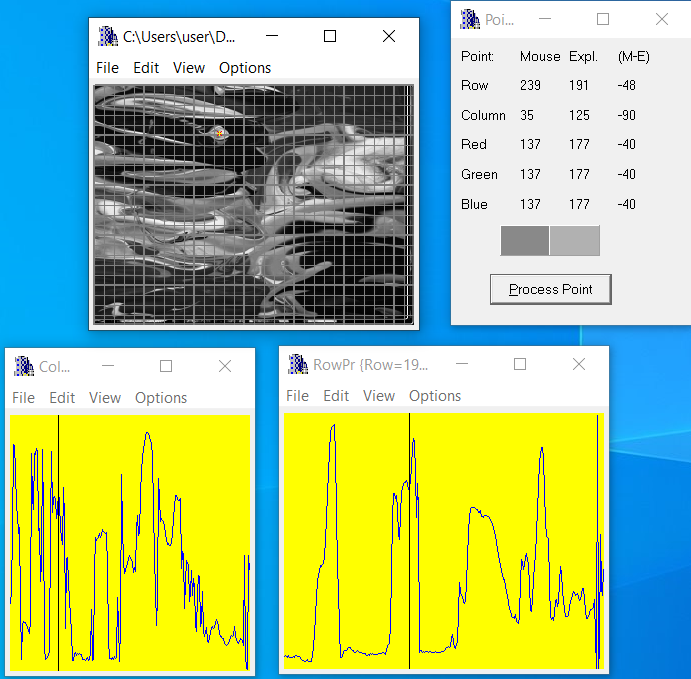 C:\Users\user\D...
File Edit View Options
Poi...
Point: Mouse Expl. (M-E)
Row 239 191 -48
Column 35 125 -90
Red 137 177 -40
Green 137 177 -40
Blue 137 177 -40
Process Point
Col...
File Edit View Options
RowPr {Row=19...
File Edit View Options